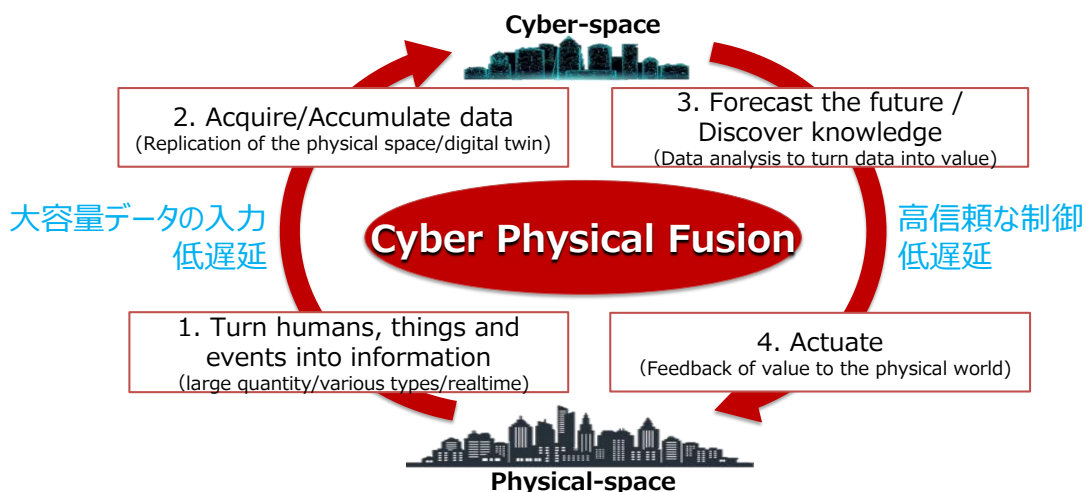 Cyber-space
2. Acquire/Accumulate data
(Replication of the physical space/digital twin)
3. Forecast the future /
Discover knowledge
(Data analysis to turn data into value)
大容量データの入力
低遅延
Cyber Physical Fusion
高信頼な制御
低遅延
1. Turn humans, things and
events into information
(large quantity/various types/realtime)
4. Actuate
(Feedback of value to the physical world)
Physical-space